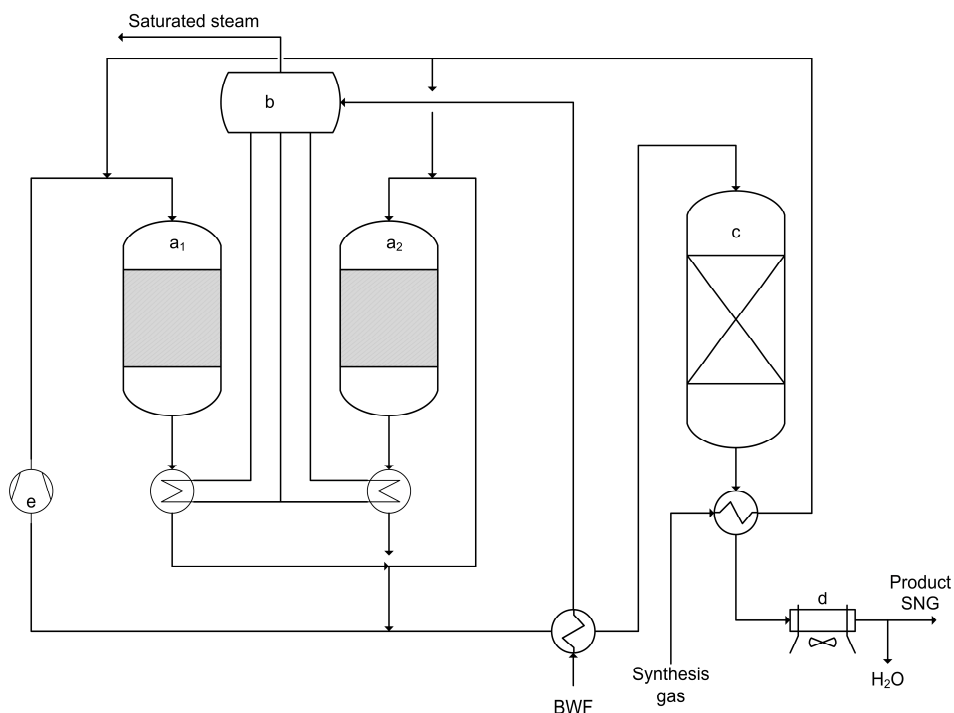 Saturated steam
b
a₁
a₂
c
e
d
Product
SNG
Synthesis
gas
H₂O
BWF